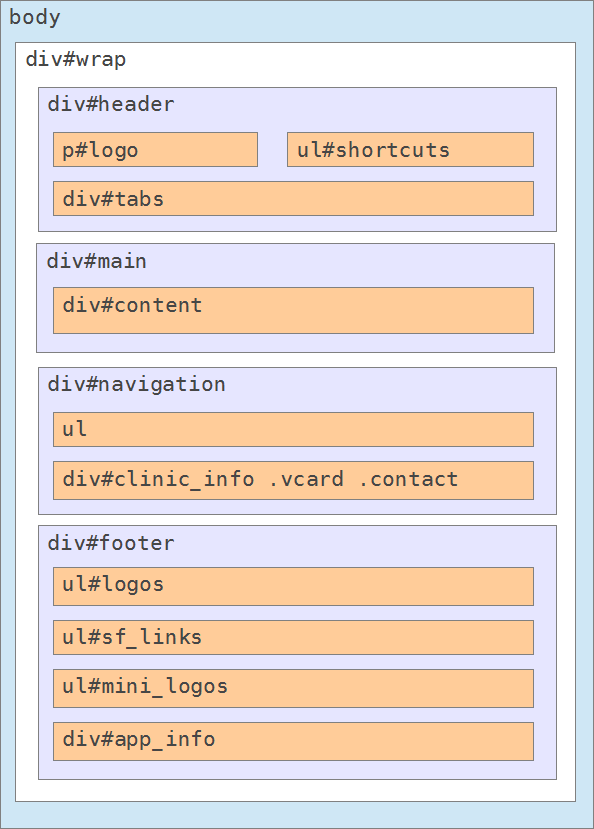 body
div#wrap
div#header
p#logo
ul#shortcuts
div#tabs
div#main
div#content
div#navigation
ul
div#clinic_info .vcard .contact
div#footer
ul#logos
ul#sf_links
ul#mini_logos
div#app_info